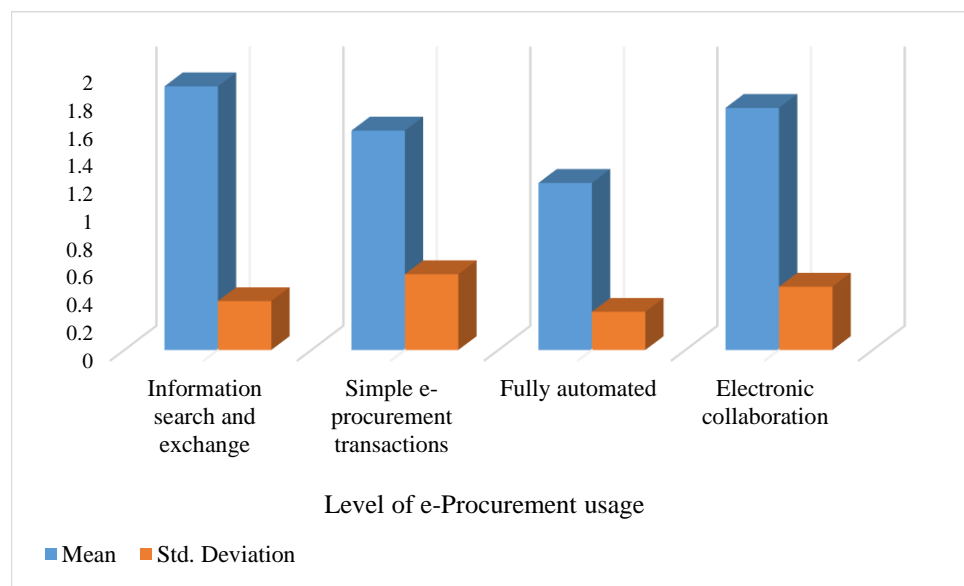 2
1.8
1.6
1.4
1.2
1
0.8
0.6
0.4
0.2
0
Information
search and
exchange
Simple e-
procurement
transactions
Fully automated
Electronic
collaboration
Level of e-Procurement usage
Mean
Std. Deviation